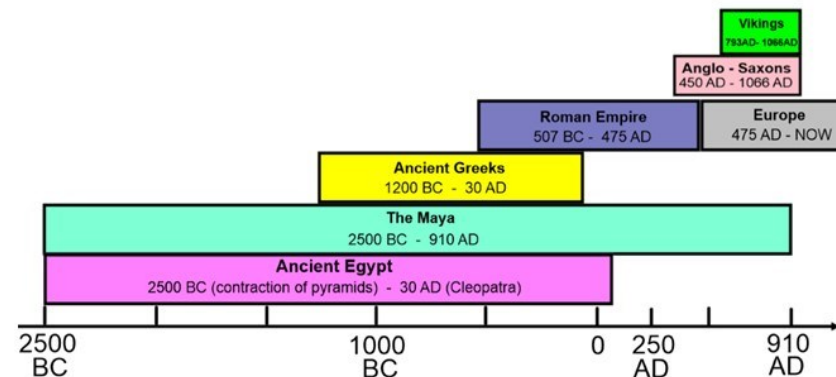 Vikings
793AD- 1066AD
Anglo - Saxons
450 AD - 1066 AD
Roman Empire
507 BC - 475 AD
Europe
475 AD - NOW
Ancient Greeks
1200 BC - 30 AD
The Maya
2500 BC - 910 AD
Ancient Egypt
2500 BC (contraction of pyramids) - 30 AD (Cleopatra)
2500
BC
1000
BC
0
250
AD
910
AD